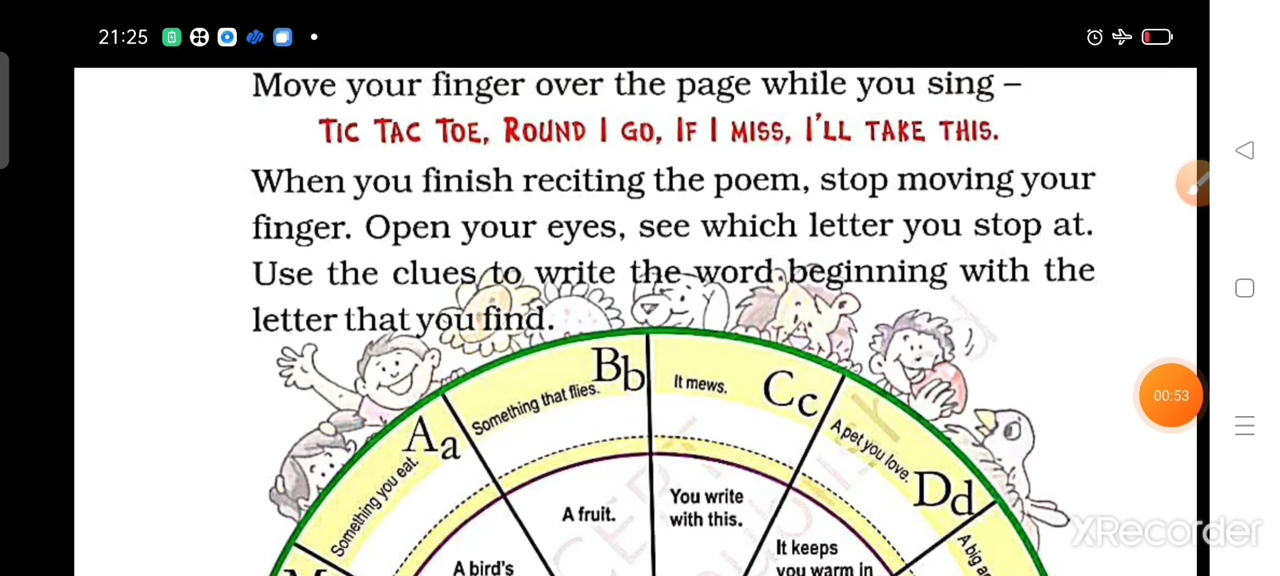 21:25
Move your finger over the page while you sing –
TIC TAC TOE, ROUND I GO, IF I MISS, I'LL TAKE THIS.
When you finish reciting the poem, stop moving your
finger. Open your eyes, see which letter you stop at.
Use the clues to write the word beginning with the
letter that you find.
00:53
Something you eat.
Aa
Something that flies.
Bb
It mews.
Cc
A pet you love.
Dd
A big
A fruit.
You write
with this.
It keeps
you warm in
A bird's
XRecorder